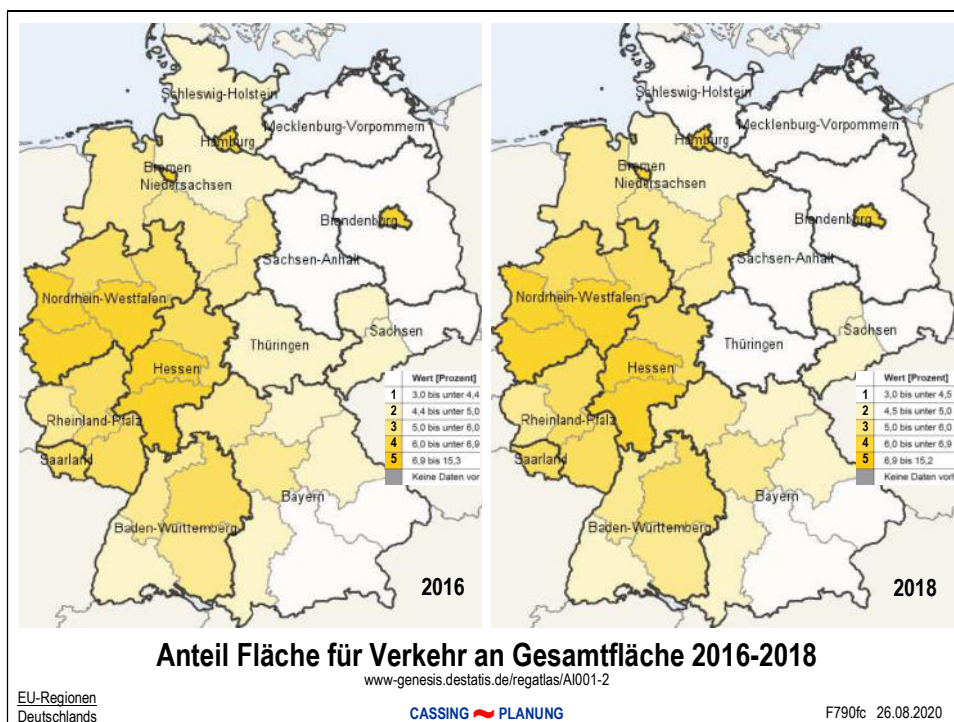 Schleswig-Holstein
Mecklenburg-Vorpommern
Hamburg
Bremen
Niedersachsen
Brandenburg
Sachsen-Anhalt
Nordrhein-Westfalen
Sachsen
Thüringen
Hessen
Rheinland-Pfalz
Saarland
Bayern
Baden-Württemberg
Wert [Prozent]
1 3,0 bis unter 4,4
2 4,4 bis unter 5,0
3 5,0 bis unter 6,0
4 6,0 bis unter 6,9
5 6,9 bis 15,3
Keine Daten vor
2016
Schleswig-Holstein
Mecklenburg-Vorpommern
Hamburg
Bremen
Niedersachsen
Brandenburg
Sachsen-Anhalt
Nordrhein-Westfalen
Sachsen
Thüringen
Hessen
Rheinland-Pfalz
Saarland
Bayern
Baden-Württemberg
Wert [Prozent]
1 3,0 bis unter 4,5
2 4,5 bis unter 5,0
3 5,0 bis unter 6,0
4 6,0 bis unter 6,9
5 6,9 bis 15,2
Keine Daten vorl
2018
Anteil Fläche für Verkehr an Gesamtfläche 2016-2018
www-genesis.destatis.de/regatlas/AI001-2
EU-Regionen
Deutschlands
CASSING PLANUNG
F790fc 26.08.2020